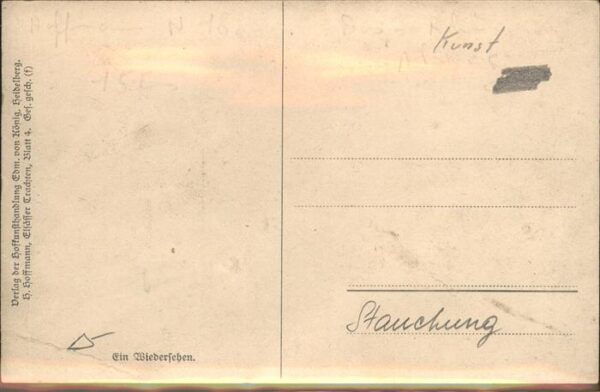 Kunst
Verlag der Hofkunsthandlung Edm. von König, Heidelberg.
H. Hoffmann, Elsässer Trachten, Blatt 4. Ges. gesch. (f)
Stauchung
Ein Wiedersehen.